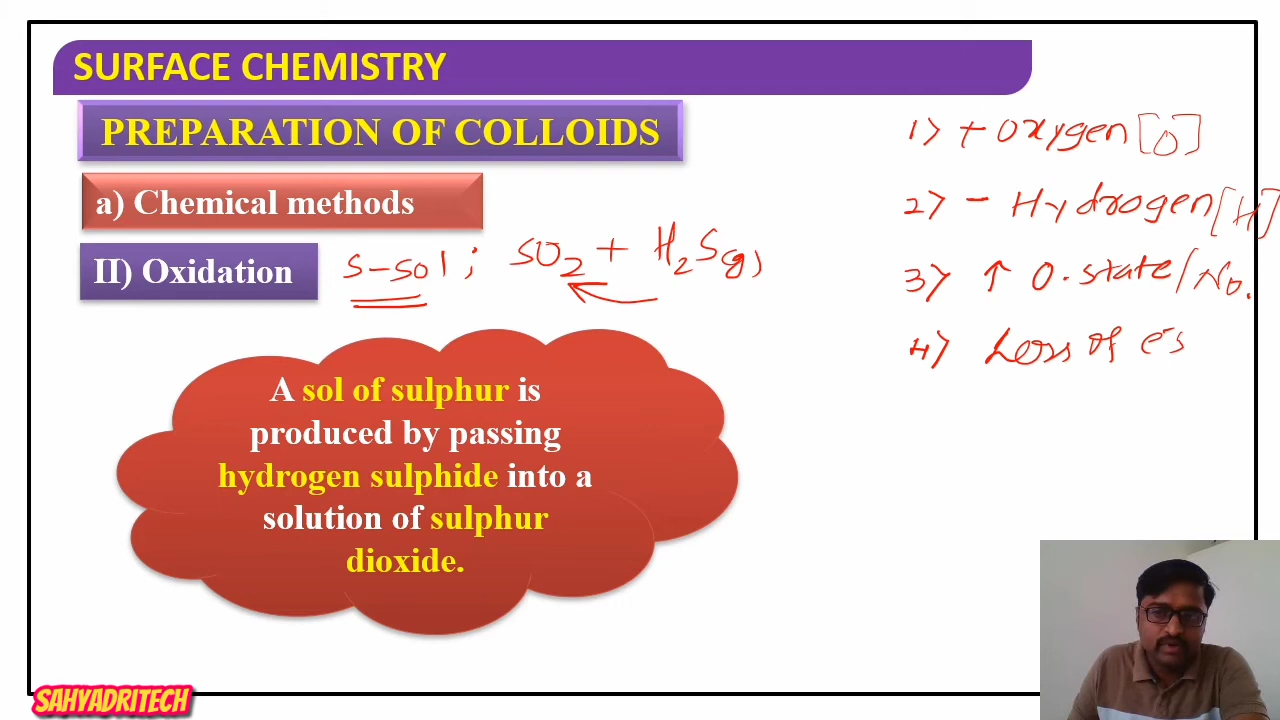 SURFACE CHEMISTRY
PREPARATION OF COLLOIDS
a) Chemical methods
II) Oxidation
S-sol ; SO2 + H2S(g)
A sol of sulphur is
produced by passing
hydrogen sulphide into a
solution of sulphur
dioxide.
1> + Oxygen [O]
2> - Hydrogen [H]
3> ↑ O.state/No.
4> Loss of e⁻s
SAHYADRITECH